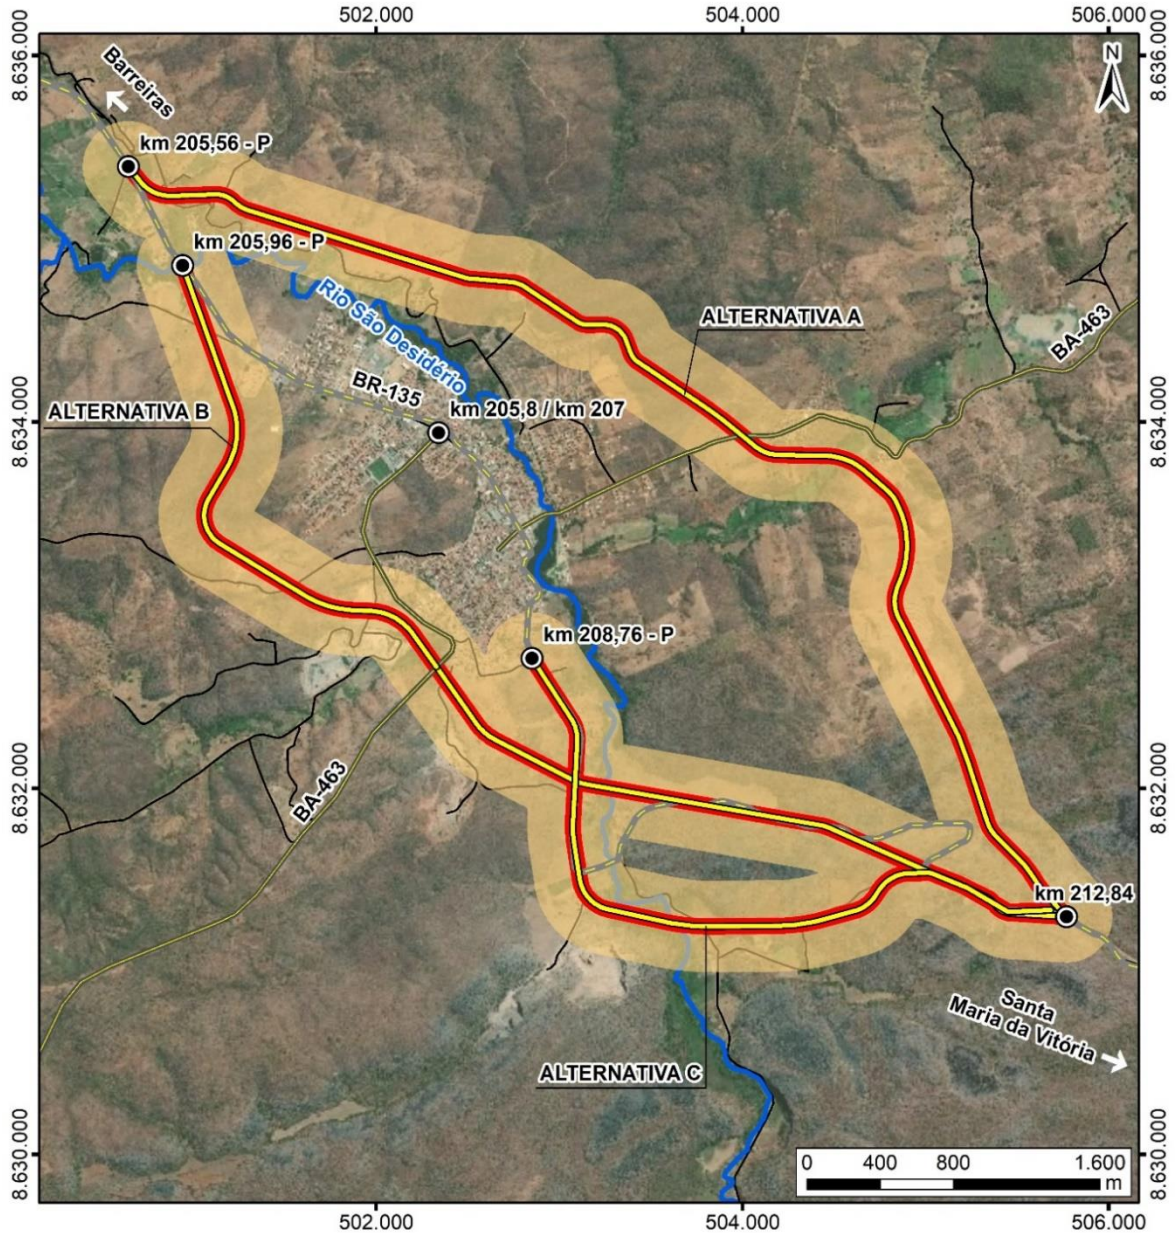 502.000
504.000
506.000
8.636.000
8.636.000
N
Barreiras
km 205,56 - P
km 205,96 - P
Rio São Desidério
ALTERNATIVA A
BA-463
BR-135
ALTERNATIVA B
km 205,8 / km 207
8.634.000
8.634.000
km 208,76 - P
8.632.000
8.632.000
BA-463
km 212,84
Santa
Maria da Vitória
ALTERNATIVA C
8.630.000
8.630.000
0 400 800 1.600
m
502.000
504.000
506.000